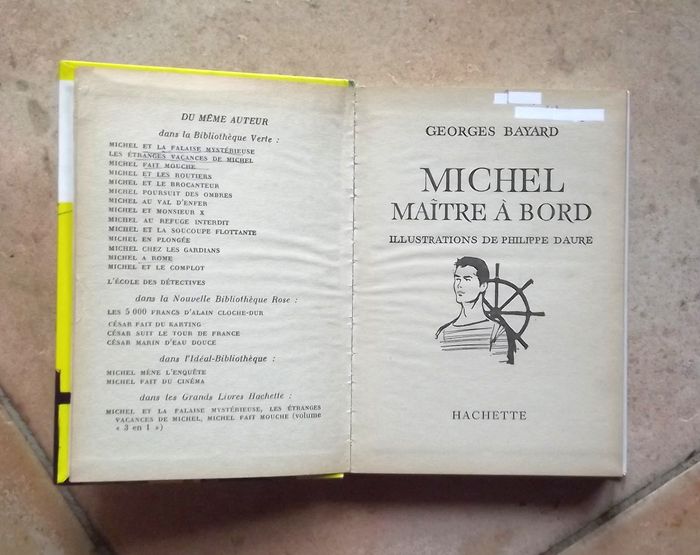 DU MÊME AUTEUR :
dans la Bibliothèque Verte :
MICHEL ET LA FALAISE MYSTÉRIEUSE
LES ÉTRANGES VACANCES DE MICHEL
MICHEL FAIT MOUCHE
MICHEL ET LES ROUTIERS
MICHEL ET LE BROCANTEUR
MICHEL POURSUIT DES OMBRES
MICHEL AU VAL D'ENFER
MICHEL ET MONSIEUR X
MICHEL AU REFUGE INTERDIT
MICHEL ET LA SOUCOUPE FLOTTANTE
MICHEL EN PLONGÉE
MICHEL CHEZ LES GARDIANS
MICHEL A ROME
MICHEL ET LE COMPLOT
L'ÉCOLE DES DÉTECTIVES
dans la Nouvelle Bibliothèque Rose :
LES 5 000 FRANCS D'ALAIN CLOCHE-DUR
CÉSAR FAIT DU KARTING
CÉSAR SUIT LE TOUR DE FRANCE
CÉSAR MARIN D'EAU DOUCE
dans l'Idéal-Bibliothèque :
MICHEL MÈNE L'ENQUÊTE
MICHEL FAIT DU CINÉMA
dans les Grands Livres Hachette :
MICHEL ET LA FALAISE MYSTÉRIEUSE, LES ÉTRANGES
VACANCES DE MICHEL, MICHEL FAIT MOUCHE (volume
« 3 en 1 »)
GEORGES BAYARD
MICHEL
MAÎTRE À BORD
ILLUSTRATIONS DE PHILIPPE DAURE
HACHETTE